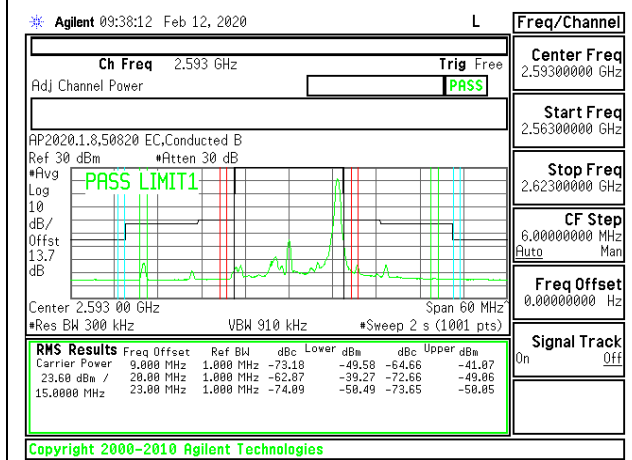 Agilent 09:38:12 Feb 12, 2020 L Freq/Channel
Ch Freq 2.593 GHz Trig Free
Adj Channel Power PASS
Center Freq
2.59300000 GHz
Start Freq
2.56300000 GHz
AP2020.1.8,50820 EC,Conducted B
Ref 30 dBm #Atten 30 dB
#Avg
Log
10
dB/
Offst
13.7
dB
PASS LIMIT1
Stop Freq
2.62300000 GHz
CF Step
6.00000000 MHz
Auto Man
Freq Offset
0.00000000 Hz
Center 2.593 00 GHz Span 60 MHz^
#Res BW 300 kHz VBW 910 kHz #Sweep 2 s (1001 pts)
Signal Track
On Off
RMS Results Freq Offset Ref BW dBc Lower dBm dBc Upper dBm
Carrier Power 9.000 MHz 1.000 MHz -73.18 -49.58 -64.66 -41.07
23.60 dBm / 20.00 MHz 1.000 MHz -62.87 -39.27 -72.66 -49.06
15.0000 MHz 23.00 MHz 1.000 MHz -74.09 -50.49 -73.65 -50.05
Copyright 2000-2010 Agilent Technologies